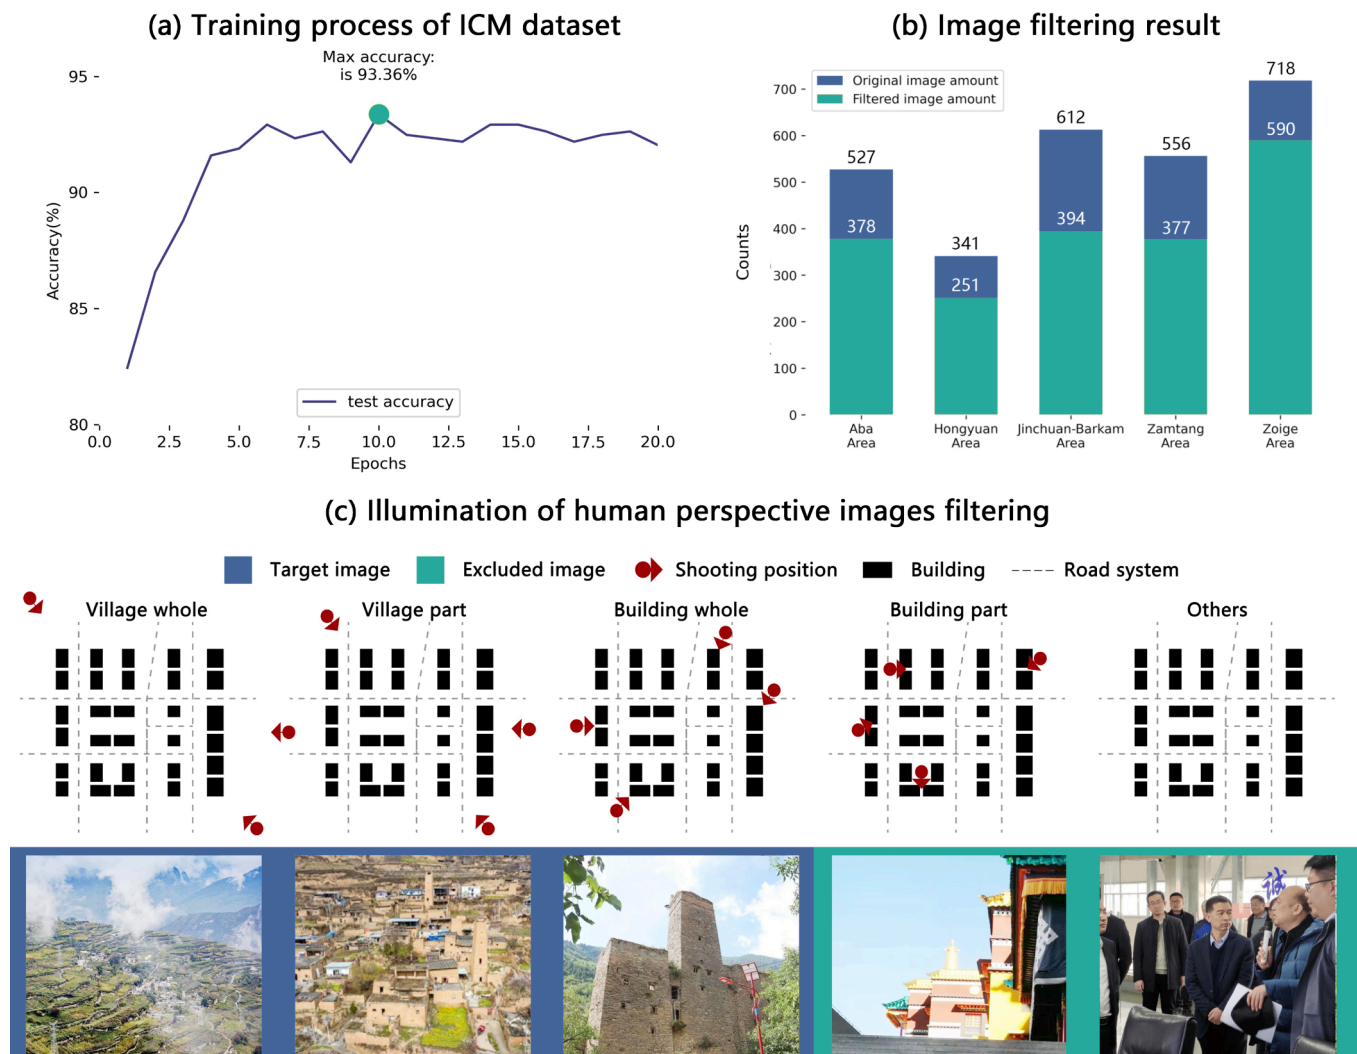 (a) Training process of ICM dataset
Max accuracy:
is 93.36%
95
90
85
80
Accuracy(%)
test accuracy
0.0 2.5 5.0 7.5 10.0 12.5 15.0 17.5 20.0
Epochs
(b) Image filtering result
Original image amount
Filtered image amount
700
600
500
400
300
200
100
0
Counts
527
378
341
251
612
394
556
377
718
590
Aba
Area
Hongyuan
Area
Jinchuan-Barkam
Area
Zamtang
Area
Zoige
Area
(c) Illumination of human perspective images filtering
Target image
Excluded image
Shooting position
Building
Road system
Village whole
Village part
Building whole
Building part
Others
诚